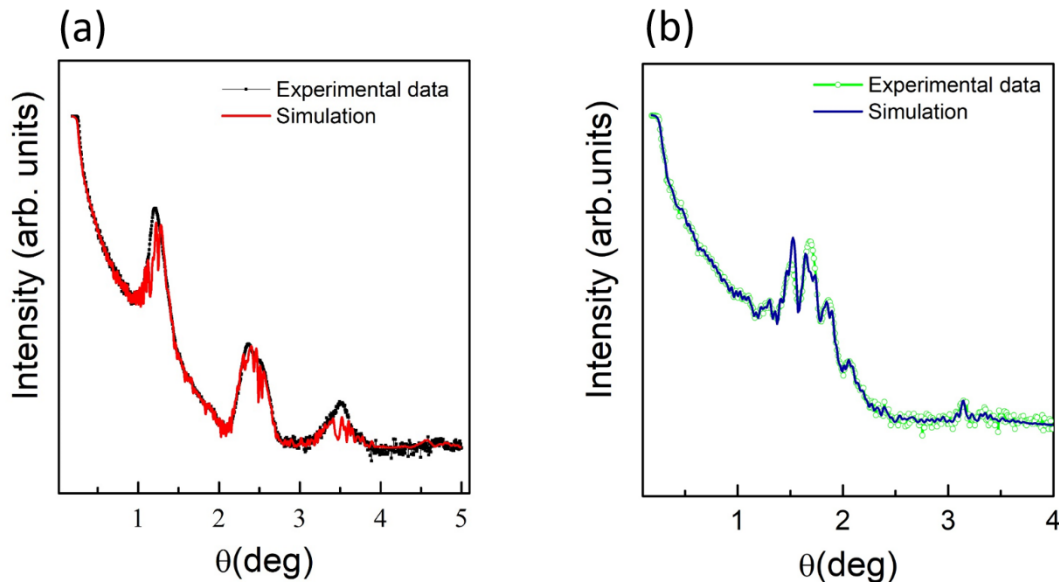 (a)
Experimental data
Simulation
Intensity (arb. units)
1 2 3 4 5
θ(deg)
(b)
Experimental data
Simulation
Intensity (arb.units)
1 2 3 4
θ(deg)